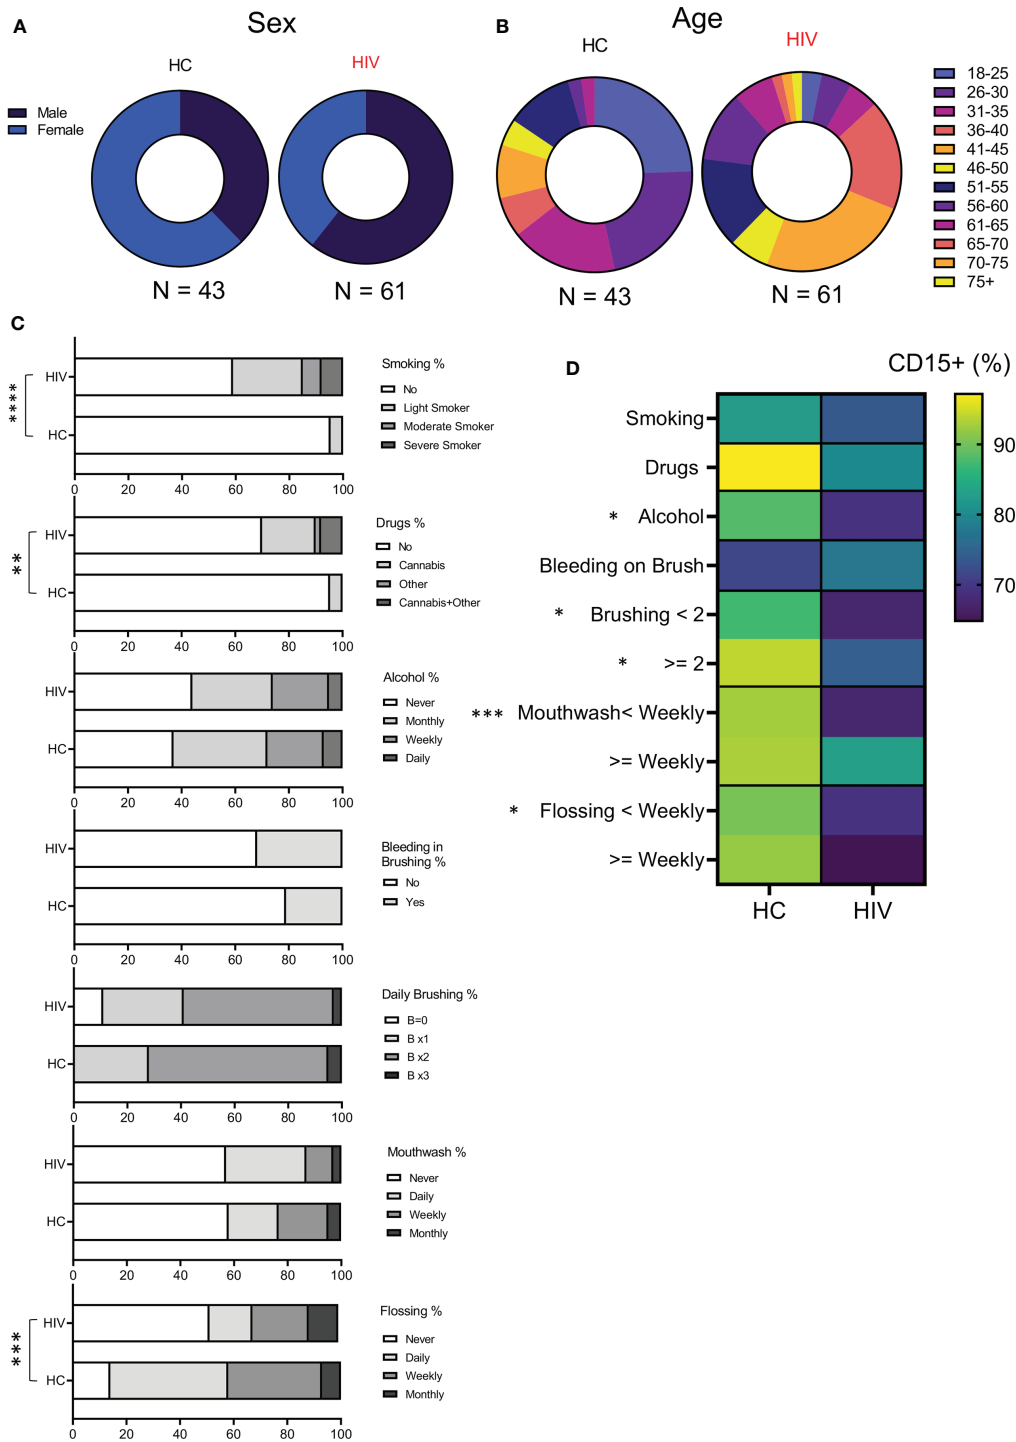 A
Sex
HC
HIV
Male
Female
N = 43
N = 61
B
Age
HC
HIV
N = 43
N = 61
18-25
26-30
31-35
36-40
41-45
46-50
51-55
56-60
61-65
65-70
70-75
75+
C
****
HIV
HC
0 20 40 60 80 100
Smoking %
No
Light Smoker
Moderate Smoker
Severe Smoker
**
HIV
HC
0 20 40 60 80 100
Drugs %
No
Cannabis
Other
Cannabis+Other
HIV
HC
0 20 40 60 80 100
Alcohol %
Never
Monthly
Weekly
Daily
HIV
HC
0 20 40 60 80 100
Bleeding in
Brushing %
No
Yes
HIV
HC
0 20 40 60 80 100
Daily Brushing %
B=0
B x1
B x2
B x3
HIV
HC
0 20 40 60 80 100
Mouthwash %
Never
Daily
Weekly
Monthly
***
HIV
HC
0 20 40 60 80 100
Flossing %
Never
Daily
Weekly
Monthly
D
CD15+ (%)
Smoking
Drugs
* Alcohol
Bleeding on Brush
* Brushing < 2
* >= 2
*** Mouthwash< Weekly
>= Weekly
* Flossing < Weekly
>= Weekly
HC
HIV
90
80
70